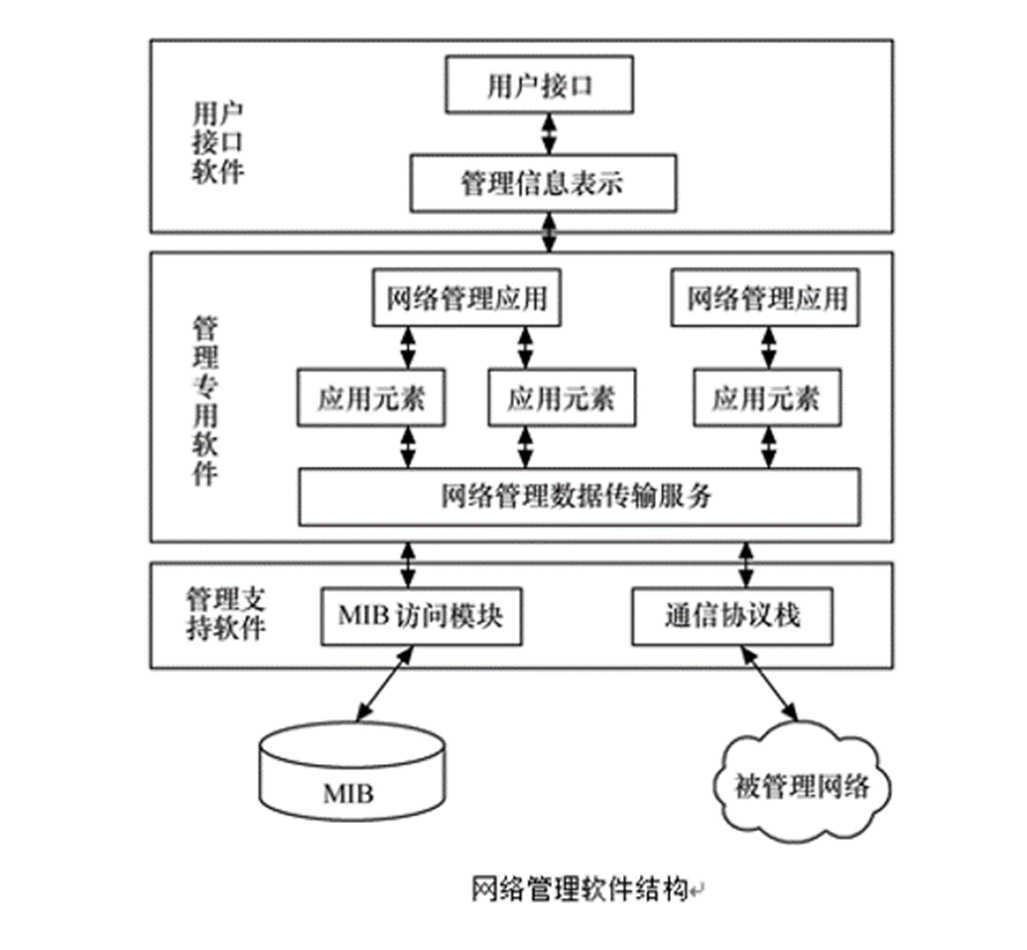 用户接口
用户
接口
软件
管理信息表示
网络管理应用
网络管理应用
管
理
专
用
软
件
应用元素
应用元素
应用元素
网络管理数据传输服务
管理支
持软件
MIB 访问模块
通信协议栈
MIB
被管理网络
网络管理软件结构↵